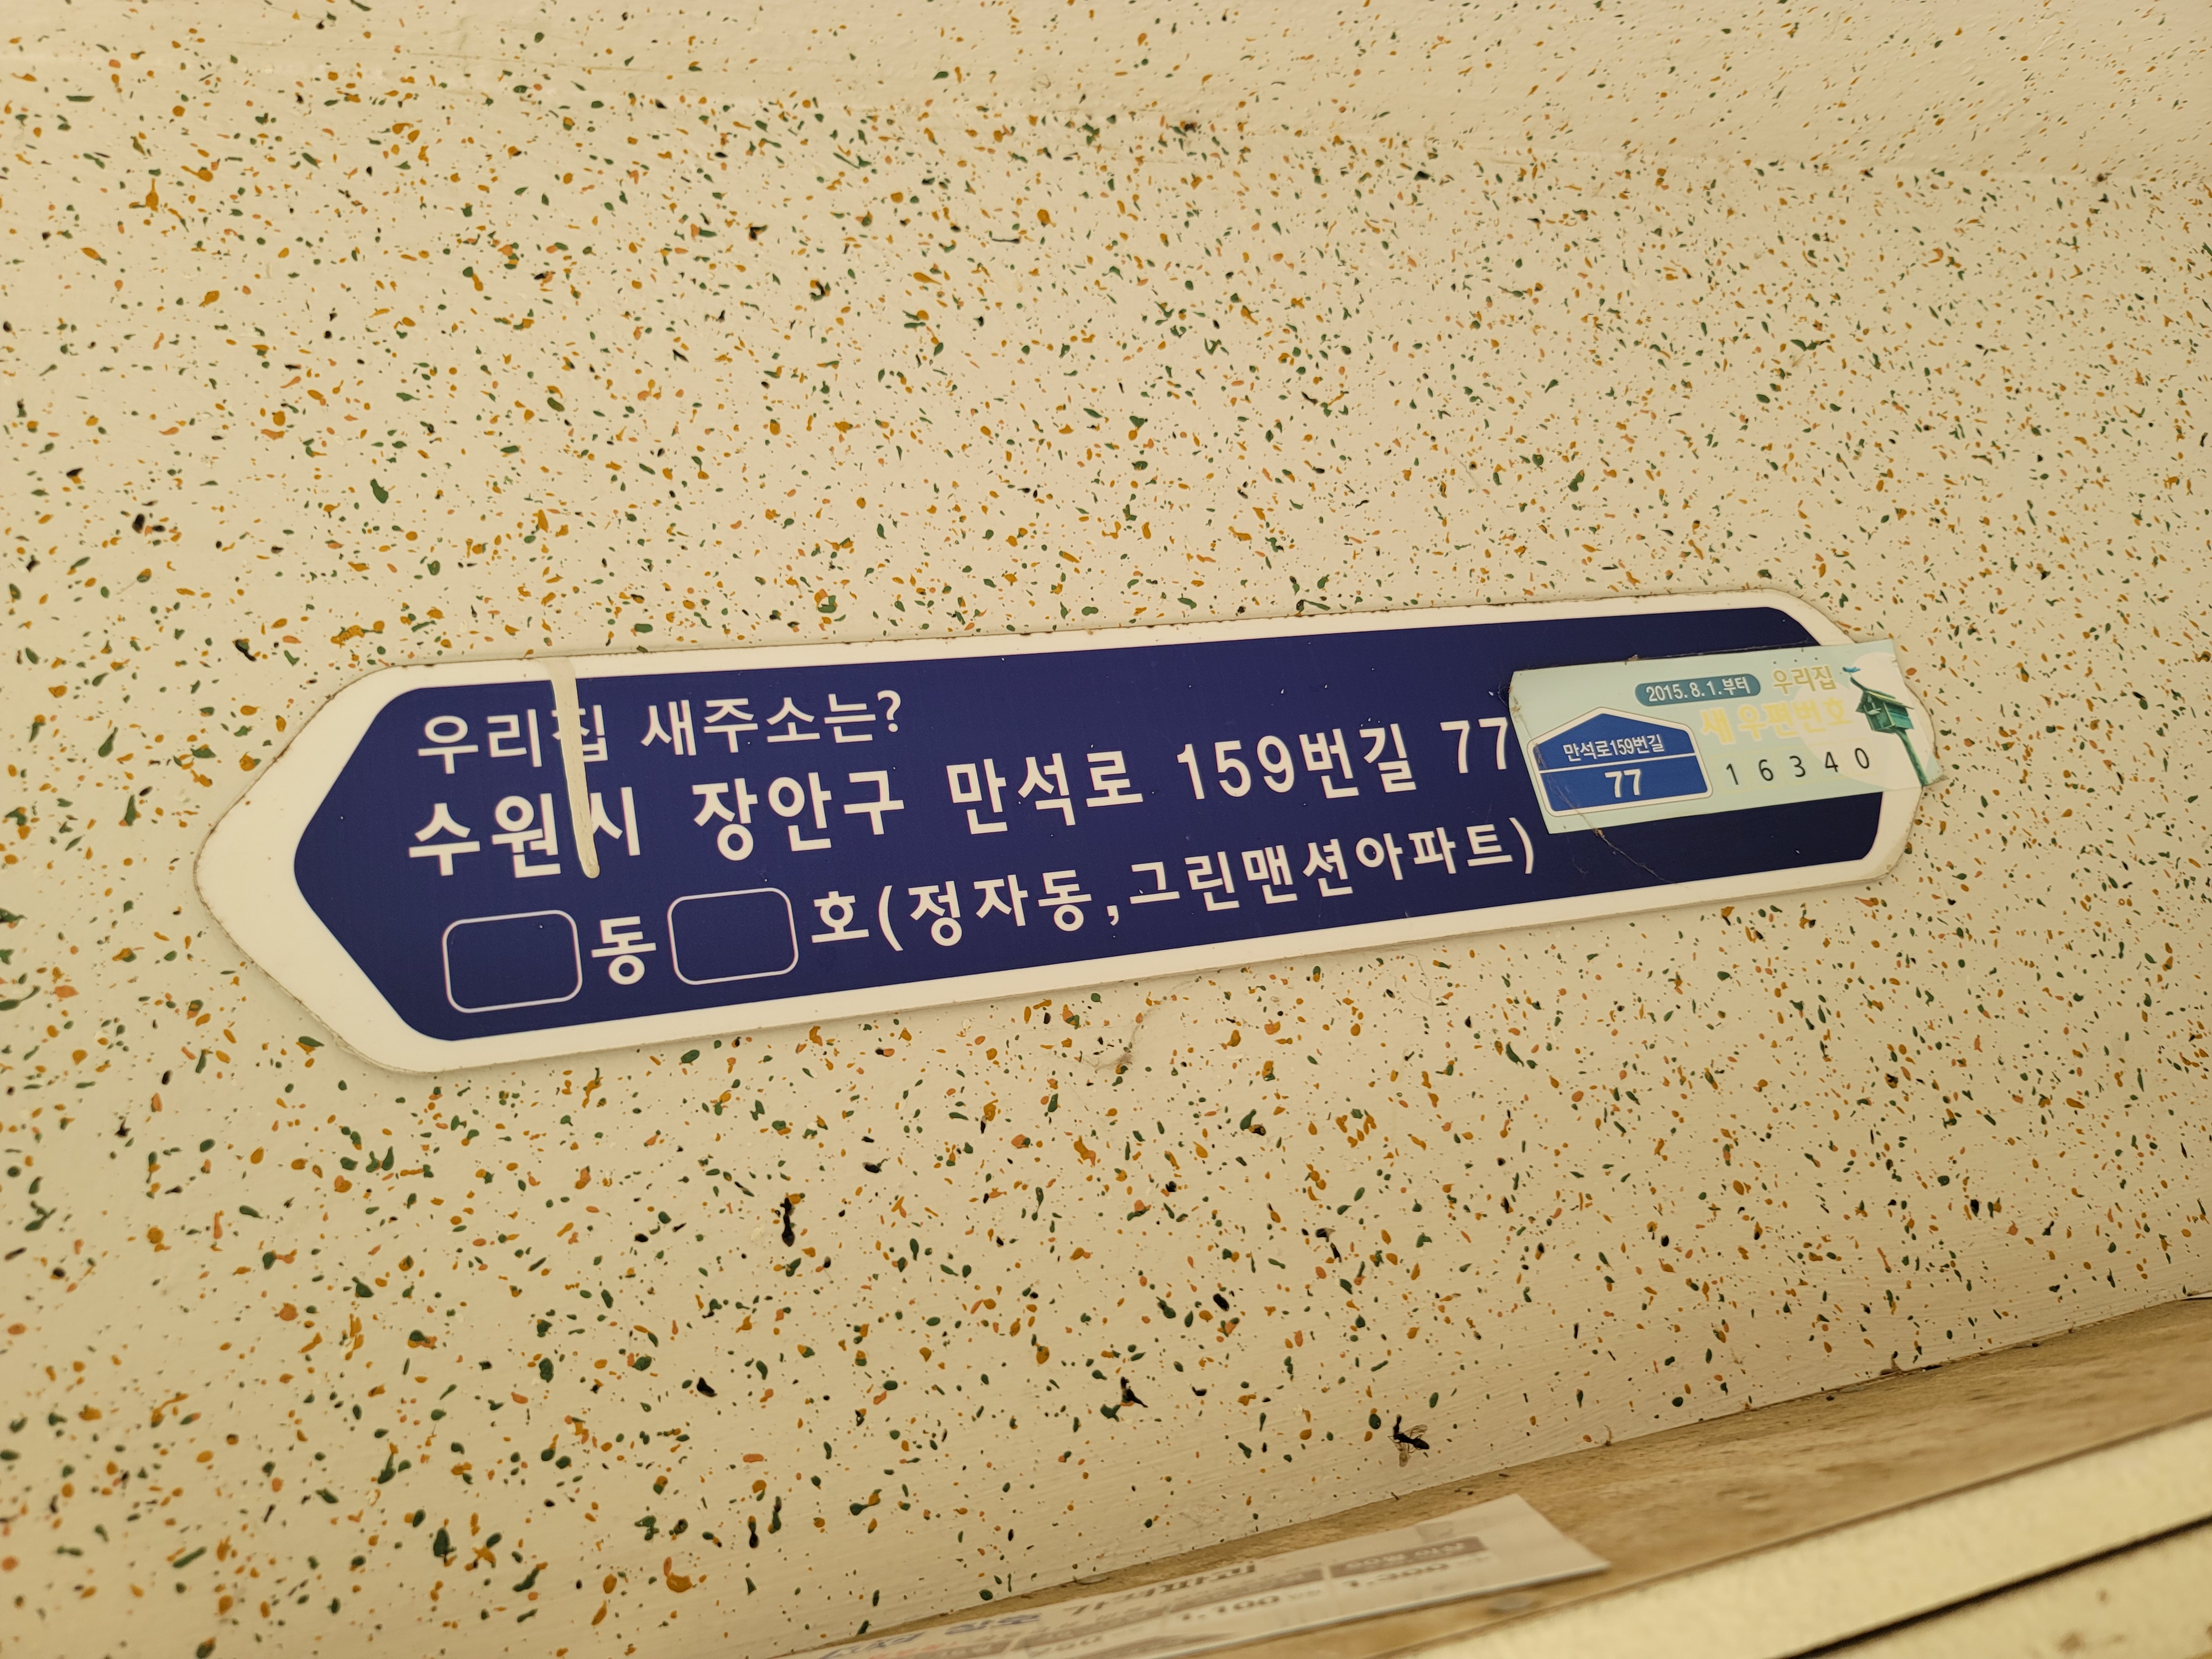 우리집 새주소는?
수원시 장안구 만석로 159번길 77
동 호(정자동,그린맨션아파트)
2015.8.1.부터 우리집
새우편번호
만석로159번길
77
16340